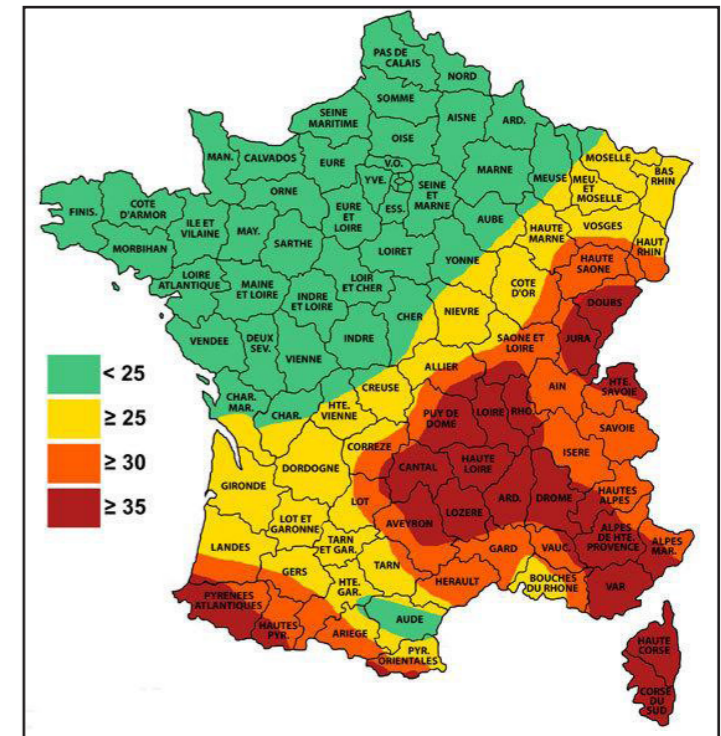 PAS DE
CALAIS
NORD
SOMME
SEINE
MARITIME
AISNE
ARD.
OISE
MAN.
CALVADOS
EURE
V.O.
YVE.
SEINE
ET
MARNE
ESS.
MARNE
MEUSE
MOSELLE
MEU.
ET
MOSELLE
BAS
RHIN
ORNE
EURE
ET
LOIRE
AUBE
HAUTE
MARNE
VOSGES
HAUT
RHIN
FINIS.
COTE
D'ARMOR
ILE ET
VILAINE
MAY.
SARTHE
MORBIHAN
LOIRET
YONNE
HAUTE
SAONE
LOIRE
ATLANTIQUE
MAINE
ET LOIRE
INDRE
ET LOIRE
LOIR
ET CHER
CHER
COTE
D'OR
DOURS
NIEVRE
JURA
VENDEE
DEUX
SEV.
VIENNE
INDRE
SAONE ET
LOIRE
ALLIER
< 25
≥ 25
≥ 30
≥ 35
CHAR.
MAR.
CHAR.
HTE.
VIENNE
CREUSE
PUY DE
DOME
LOIRE
RHO.
AIN
HTE.
SAVOIE
SAVOIE
ISERE
CORREZE
DORDOGNE
CANTAL
HAUTE
LOIRE
GIRONDE
LOT
ARD.
DROME
HAUTES
ALPES
LOT ET
GARONNE
AVEYRON
LOZERE
ALPES
DE HTE.
PROVENCE
ALPES
MAR.
LANDES
TARN
ET GAR.
TARN
GARD
VAUC.
GERS
HTE.
GAR.
HERAULT
BOUCHES
DU RHONE
VAR
PYRENEES
ATLANTIQUES
HAUTES
PYR.
ARIEGE
AUDE
PYR.
ORIENTALES
HAUTE
CORSE
CORSE
DU
SUD